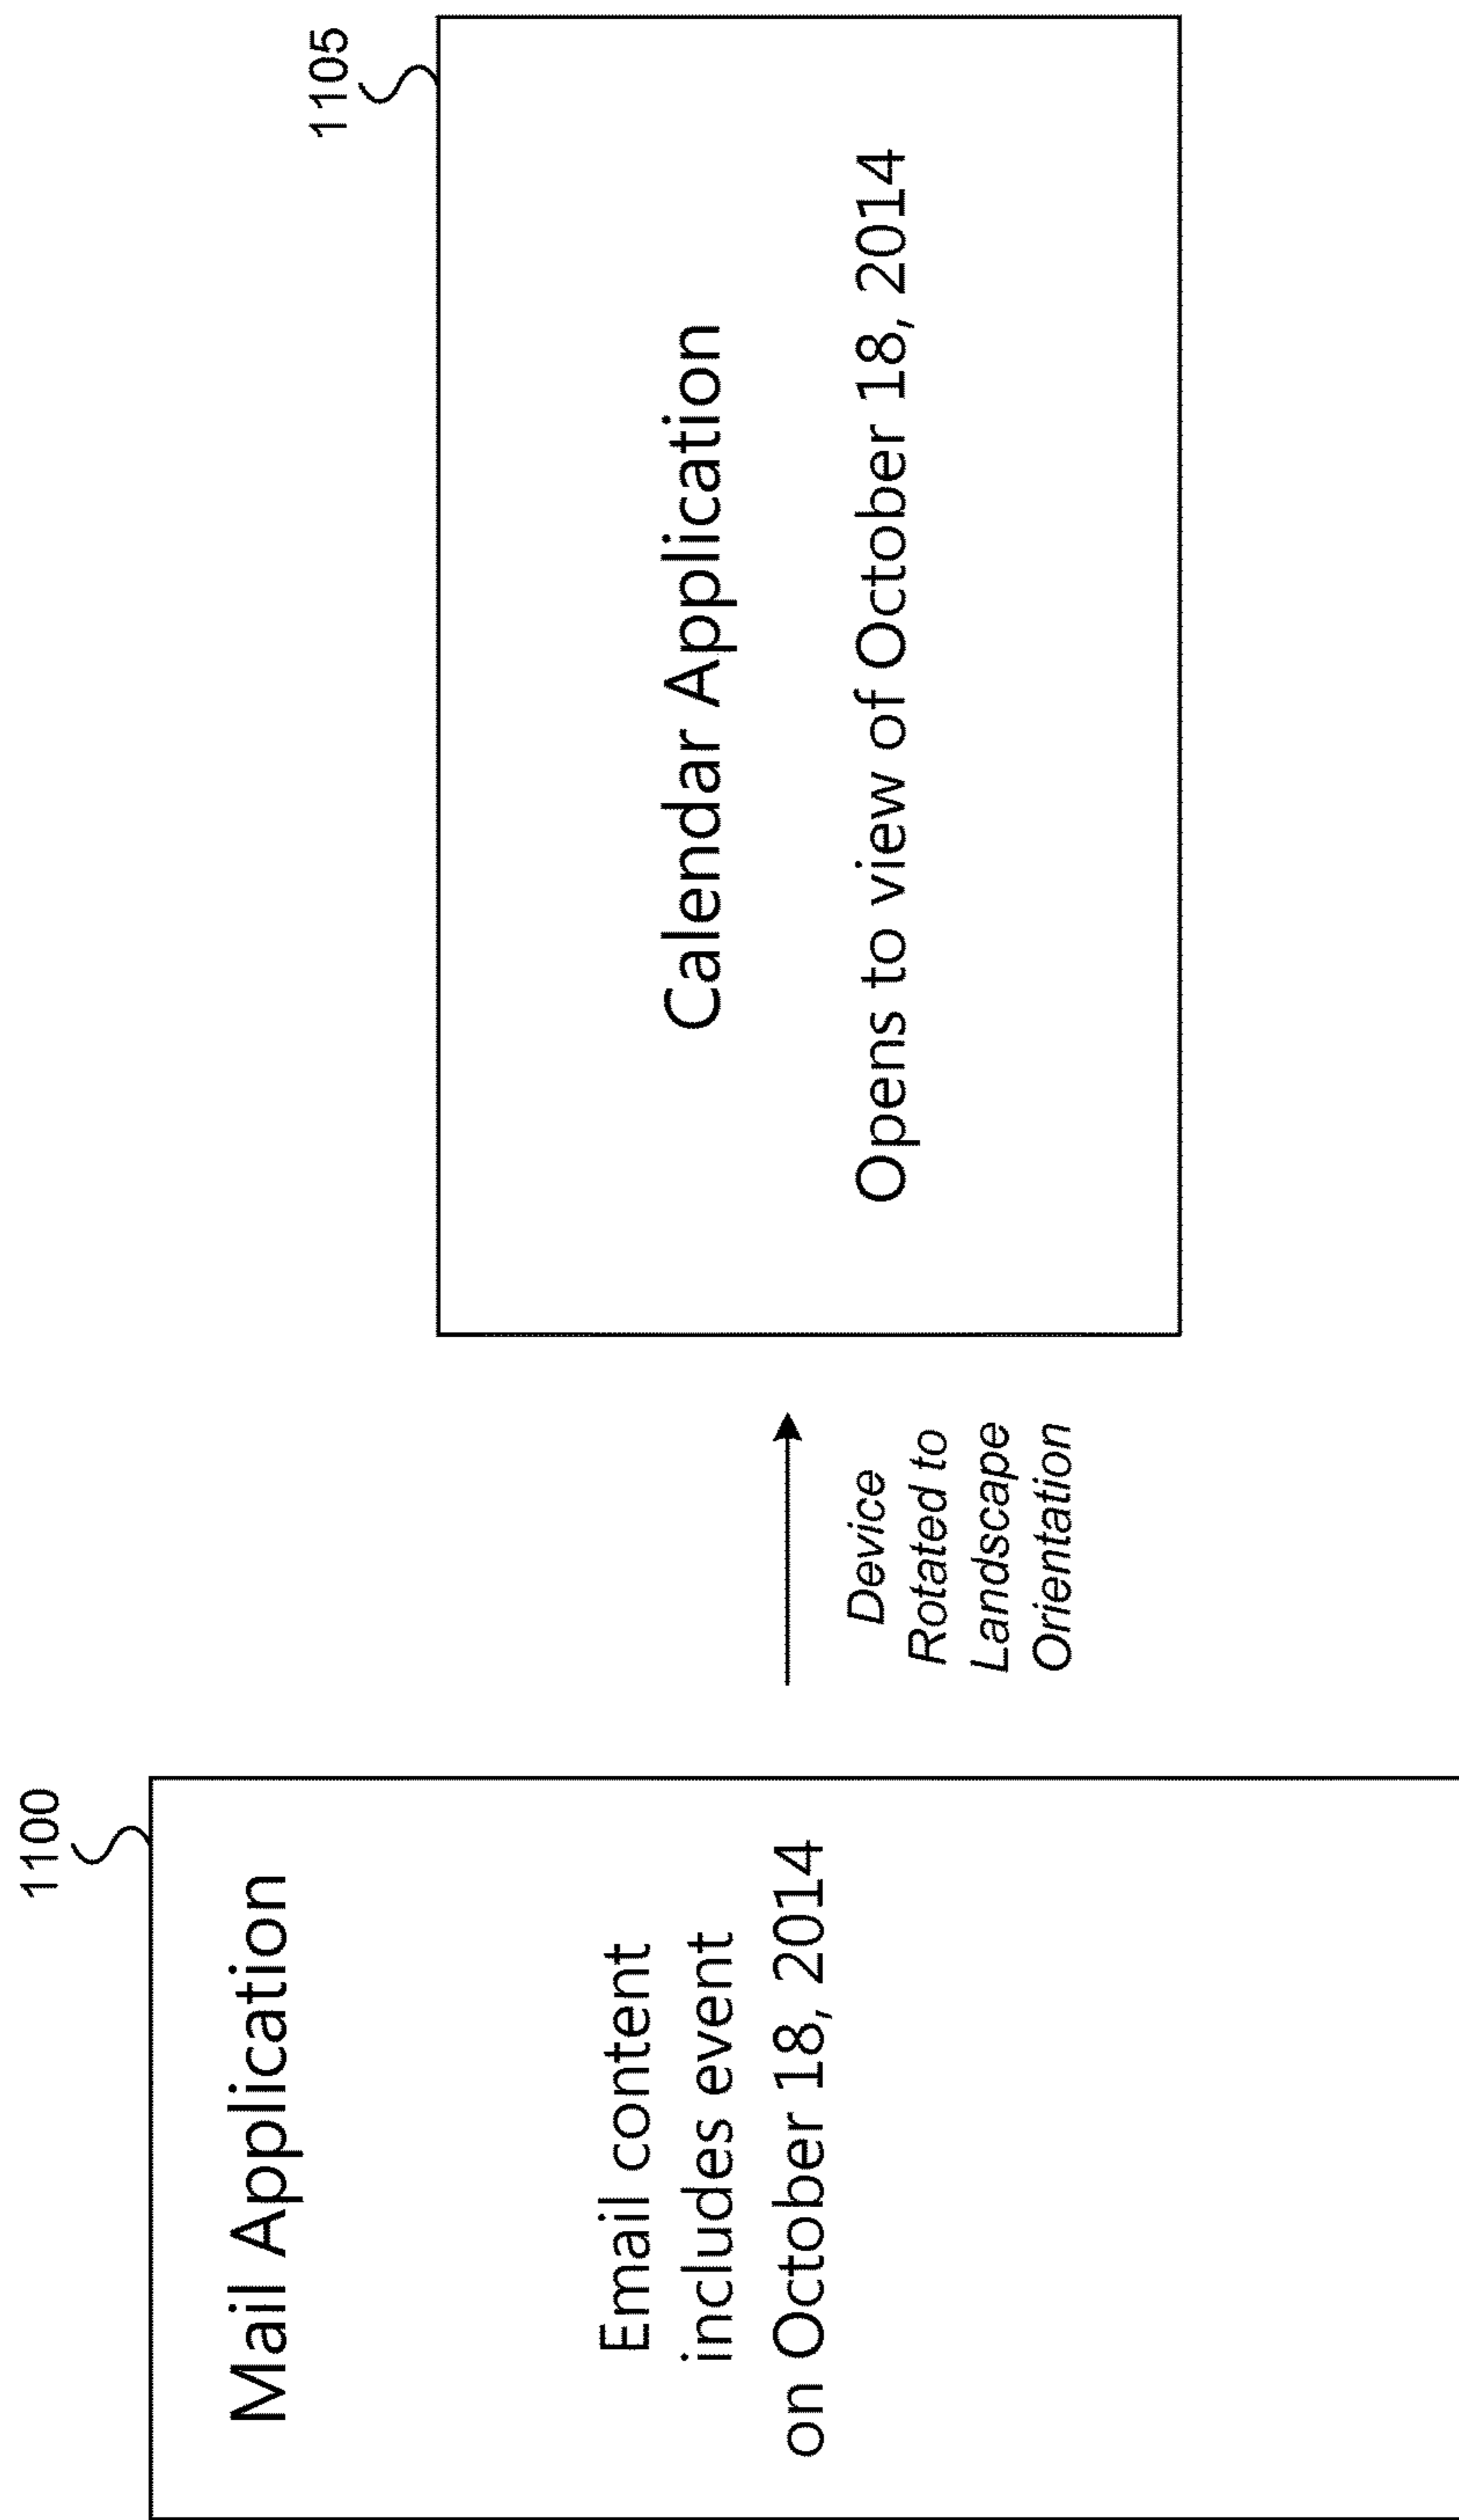 1100
Mail Application
Email content
includes event
on October 18, 2014
Device
Rotated to
Landscape
Orientation
1105
Calendar Application
Opens to view of October 18, 2014